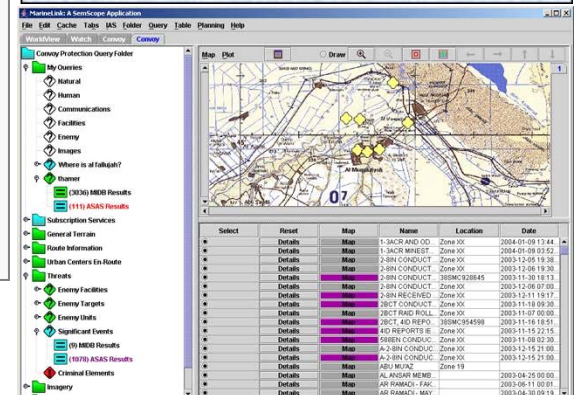 MarineLink: A SemScope Application
File Edit Cache Tabs IAS Folder Query Table Planning Help
WorkView Watch Convoy Convoy
Convoy Protection Query Folder
My Queries
Natural
Human
Communications
Facilities
Enemy
Images
Where is al fallujah?
thamer
(3036) MIDB Results
(111) ASAS Results
Subscription Services
General Terrain
Route Information
Urban Centers En-Route
Threats
Enemy Facilities
Enemy Targets
Enemy Units
Significant Events
(9) MIDB Results
(1078) ASAS Results
Criminal Elements
Imagery
Map Plot Draw
1
Al Musayyib
07
Select Reset Map Name Location Date
Details Map 1-3ACR AND OD... Zone XX 2004-01-09 13:44...
Details Map 1-3ACR MINEST... Zone XX 2004-01-09 03:52...
Details Map 2-8IN CONDUCT... Zone XX 2003-12-05 19:38...
Details Map 2-8IN CONDUCT... Zone XX 2003-12-06 19:30...
Details Map 2-8IN CONDUCT... 38SMC928645 2003-11-30 18:13...
Details Map 2-8IN CONDUCT... Zone XX 2003-12-06 07:00...
Details Map 2-8IN RECEIVED... Zone XX 2003-12-11 19:17...
Details Map 2BCT CONDUCT... Zone XX 2003-11-18 09:30...
Details Map 2BCT RAID ROLL... Zone XX 2003-11-07 00:00...
Details Map 2BCT, 4ID REPO... 38SMC954598 2003-11-16 18:51...
Details Map 4ID REPORTS IE... Zone XX 2003-11-15 22:15...
Details Map 588EN CONDUC... Zone XX 2003-11-08 02:30...
Details Map A-2-8IN CONDUC... Zone XX 2003-12-15 21:00...
Details Map A-2-8IN CONDUC... Zone XX 2003-12-15 21:00...
Details Map ABU MU'AZ Zone 19
Details Map AL ANSAR MEMB... 2003-04-25 00:00...
Details Map AR RAMADI - FAK... 2003-06-11 00:01...
Details Map AR RAMADI - MAY... 2003-04-30 09:19...